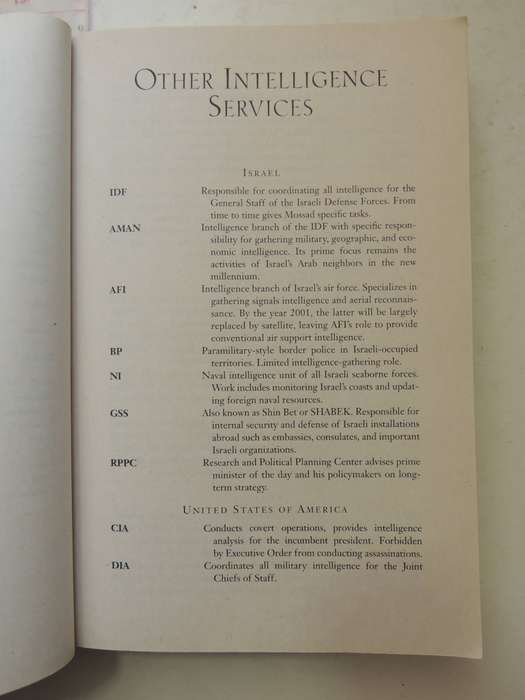 OTHER INTELLIGENCE
SERVICES
ISRAEL
IDF Responsible for coordinating all intelligence for the
General Staff of the Israeli Defense Forces. From
time to time gives Mossad specific tasks.
AMAN Intelligence branch of the IDF with specific respon-
sibility for gathering military, geographic, and eco-
nomic intelligence. Its prime focus remains the
activities of Israel's Arab neighbors in the new
millennium.
AFI Intelligence branch of Israel's air force. Specializes in
gathering signals intelligence and aerial reconnais-
sance. By the year 2001, the latter will be largely
replaced by satellite, leaving AFI's role to provide
conventional air support intelligence.
BP Paramilitary-style border police in Israeli-occupied
territories. Limited intelligence-gathering role.
NI Naval intelligence unit of all Israeli seaborne forces.
Work includes monitoring Israel's coasts and updat-
ing foreign naval resources.
GSS Also known as Shin Bet or SHABEK. Responsible for
internal security and defense of Israeli installations
abroad such as embassies, consulates, and important
Israeli organizations.
RPPC Research and Political Planning Center advises prime
minister of the day and his policymakers on long-
term strategy.
UNITED STATES OF AMERICA
CIA Conducts covert operations, provides intelligence
analysis for the incumbent president. Forbidden
by Executive Order from conducting assassinations.
DIA Coordinates all military intelligence for the Joint
Chiefs of Staff.